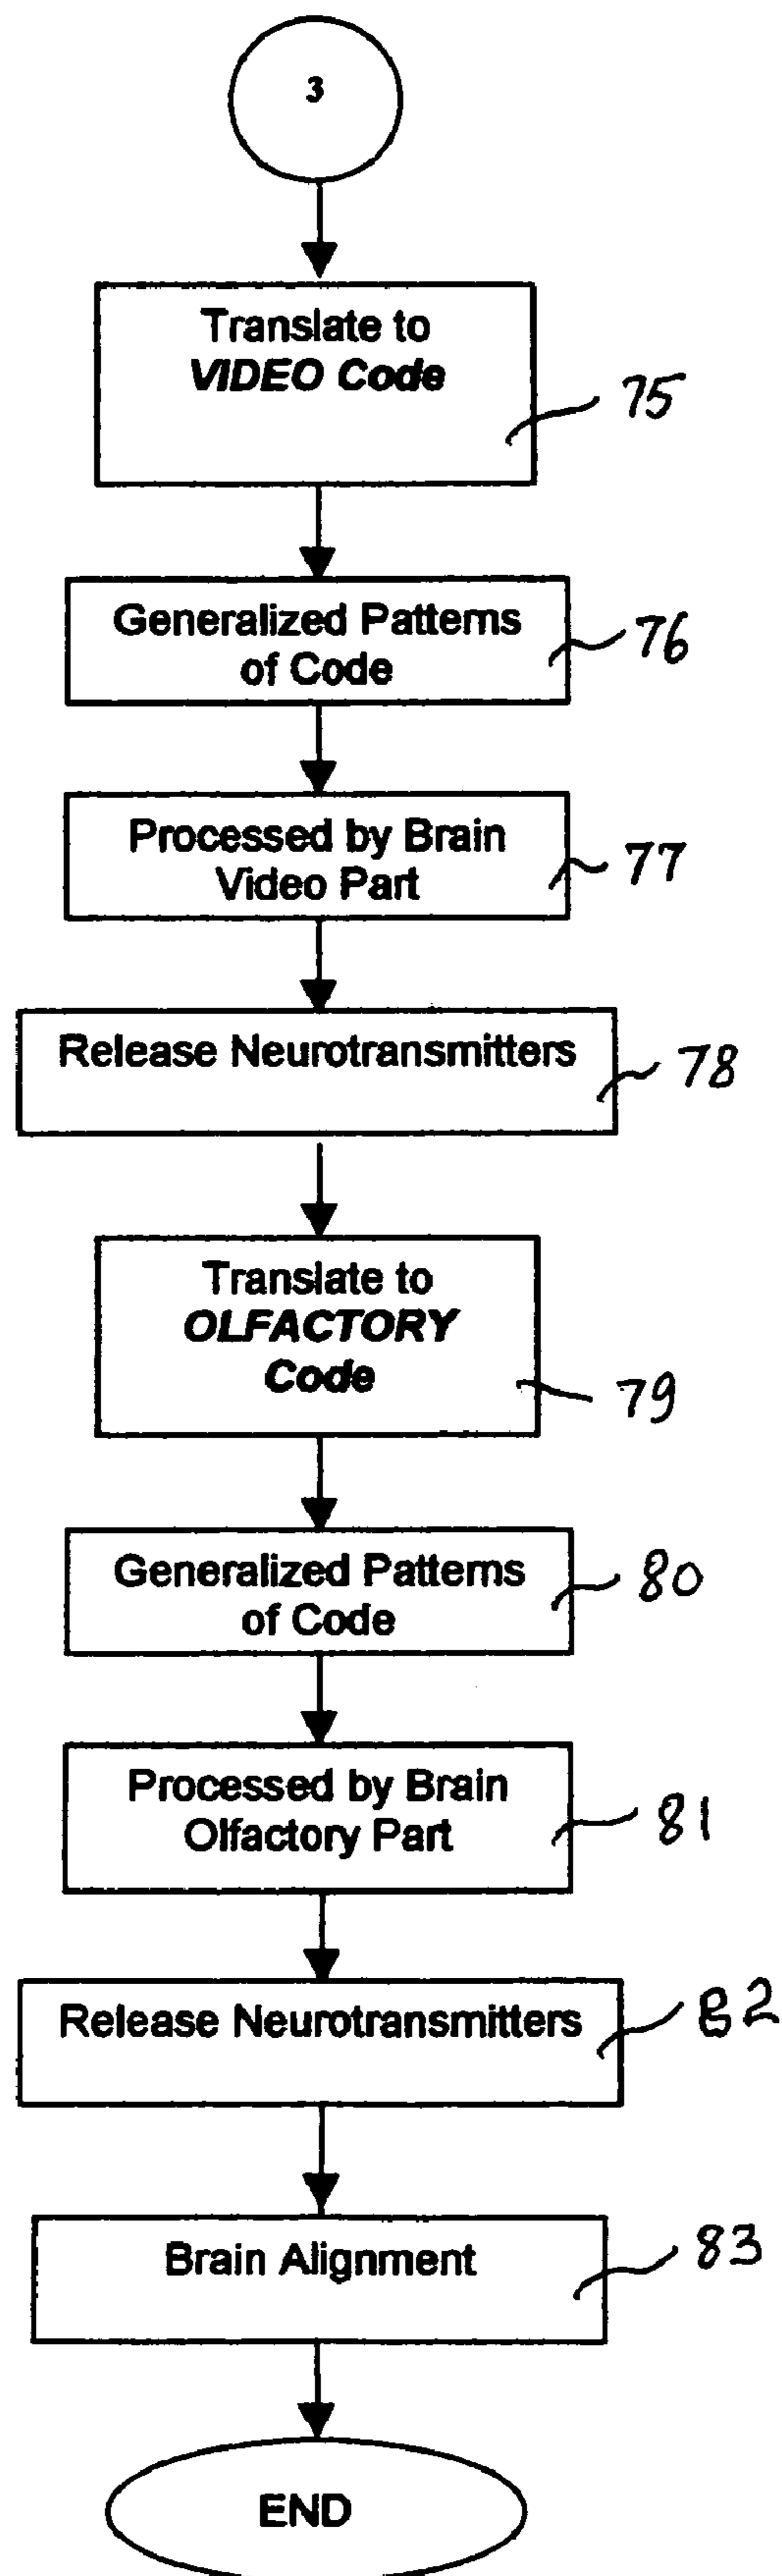 3
Translate to
VIDEO Code
75
Generalized Patterns
of Code
76
Processed by Brain
Video Part
77
Release Neurotransmitters
78
Translate to
OLFACTORY
Code
79
Generalized Patterns
of Code
80
Processed by Brain
Olfactory Part
81
Release Neurotransmitters
82
Brain Alignment
83
END